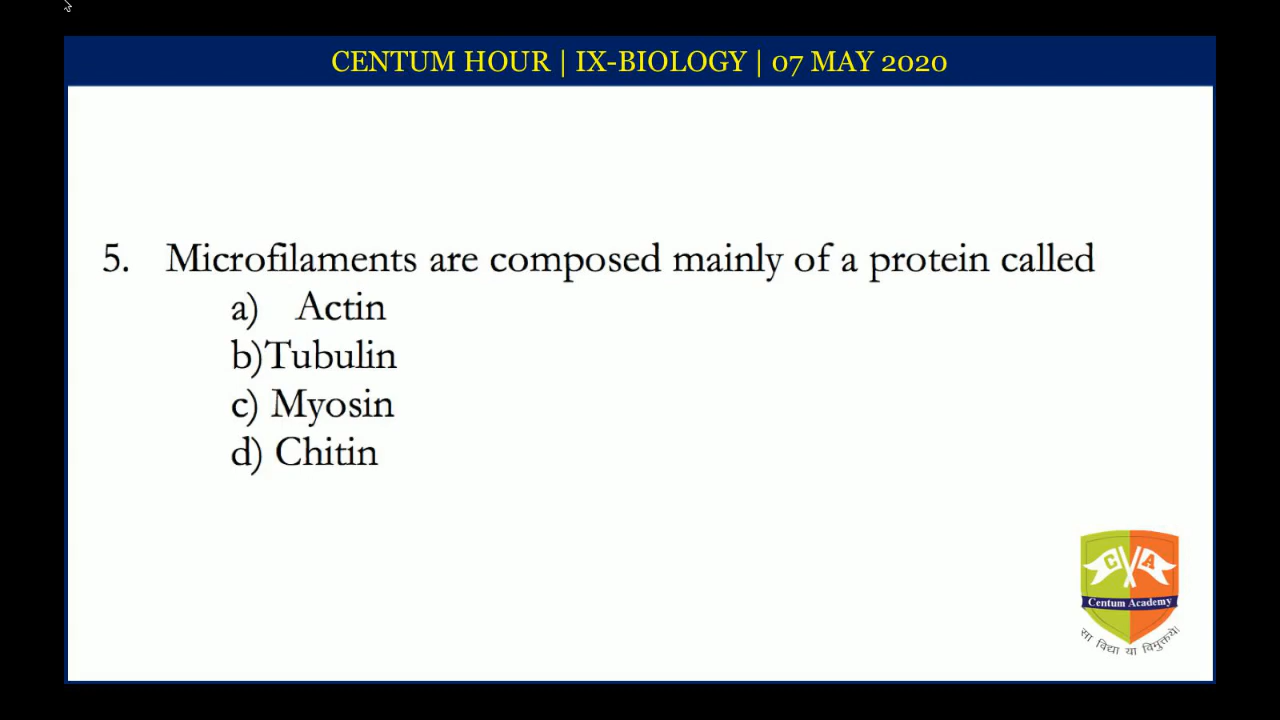 CENTUM HOUR | IX-BIOLOGY | 07 MAY 2020
5. Microfilaments are composed mainly of a protein called
a) Actin
b)Tubulin
c) Myosin
d) Chitin
C A
Centum Academy
सा विद्या या विमुक्तये।